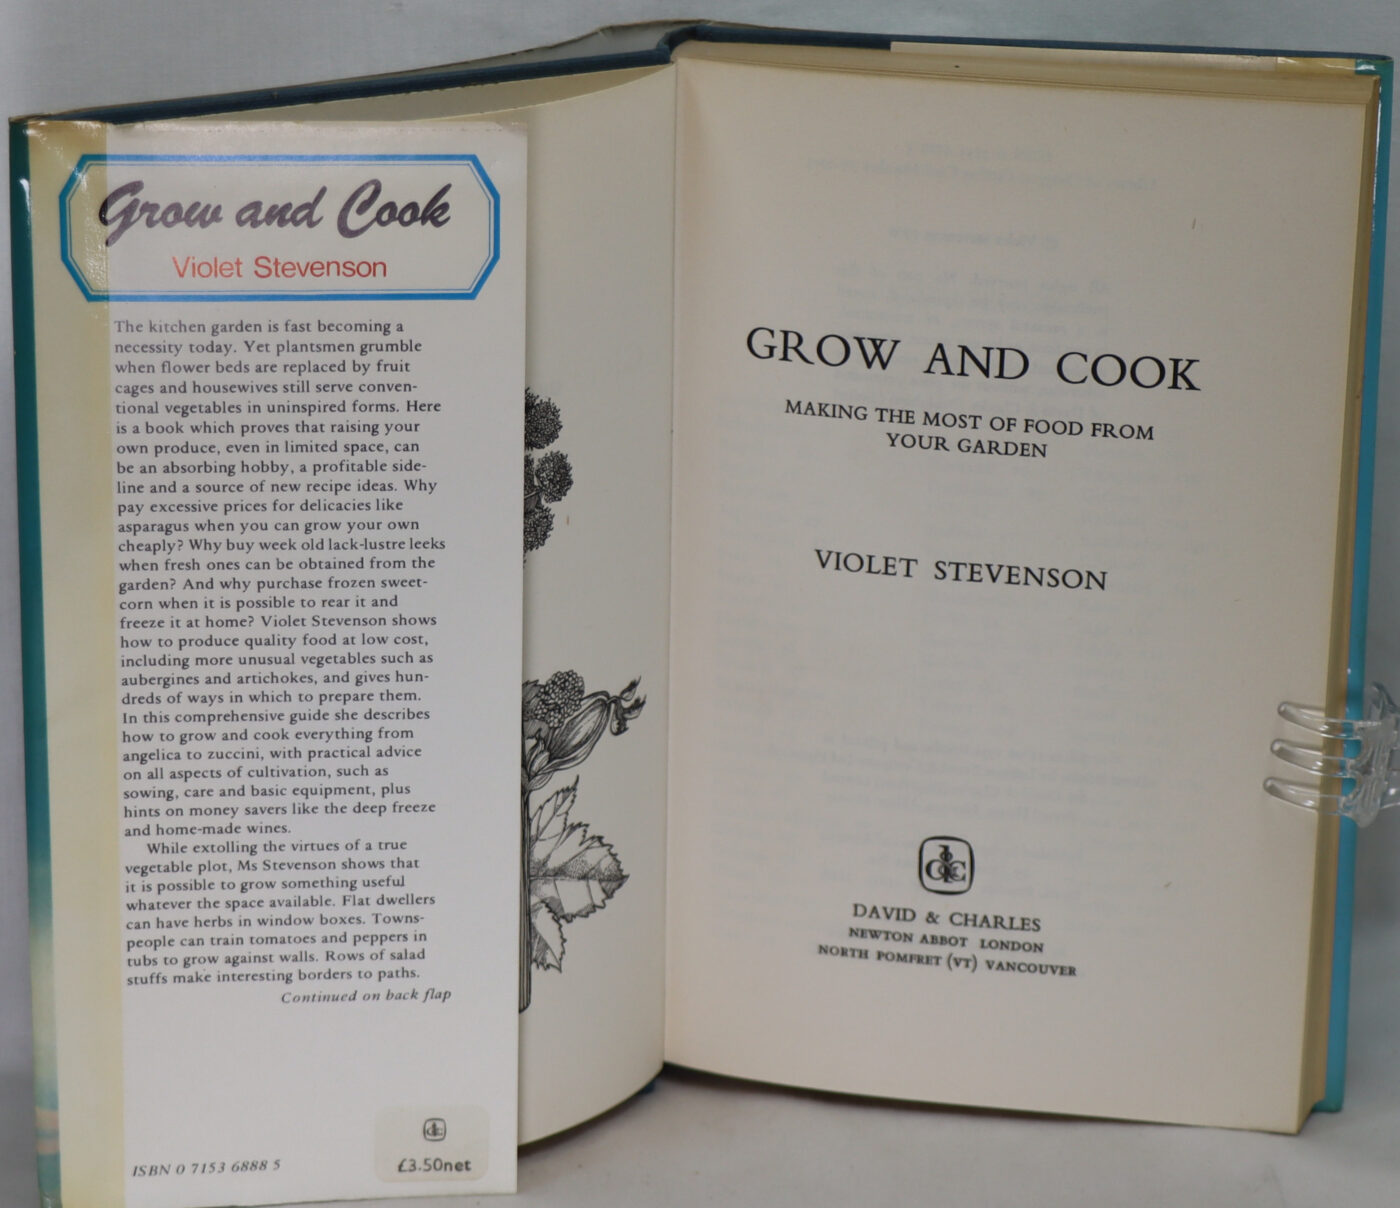 Grow and Cook
Violet Stevenson
The kitchen garden is fast becoming a
necessity today. Yet plantsmen grumble
when flower beds are replaced by fruit
cages and housewives still serve conven-
tional vegetables in uninspired forms. Here
is a book which proves that raising your
own produce, even in limited space, can
be an absorbing hobby, a profitable side-
line and a source of new recipe ideas. Why
pay excessive prices for delicacies like
asparagus when you can grow your own
cheaply? Why buy week old lack-lustre leeks
when fresh ones can be obtained from the
garden? And why purchase frozen sweet-
corn when it is possible to rear it and
freeze it at home? Violet Stevenson shows
how to produce quality food at low cost,
including more unusual vegetables such as
aubergines and artichokes, and gives hun-
dreds of ways in which to prepare them.
In this comprehensive guide she describes
how to grow and cook everything from
angelica to zuccini, with practical advice
on all aspects of cultivation, such as
sowing, care and basic equipment, plus
hints on money savers like the deep freeze
and home-made wines.
While extolling the virtues of a true
vegetable plot, Ms Stevenson shows that
it is possible to grow something useful
whatever the space available. Flat dwellers
can have herbs in window boxes. Towns-
people can train tomatoes and peppers in
tubs to grow against walls. Rows of salad
stuffs make interesting borders to paths.
Continued on back flap
ISBN 0 7153 6888 5
£3.50net
GROW AND COOK
MAKING THE MOST OF FOOD FROM
YOUR GARDEN
VIOLET STEVENSON
DAVID & CHARLES
NEWTON ABBOT LONDON
NORTH POMFRET (VT) VANCOUVER